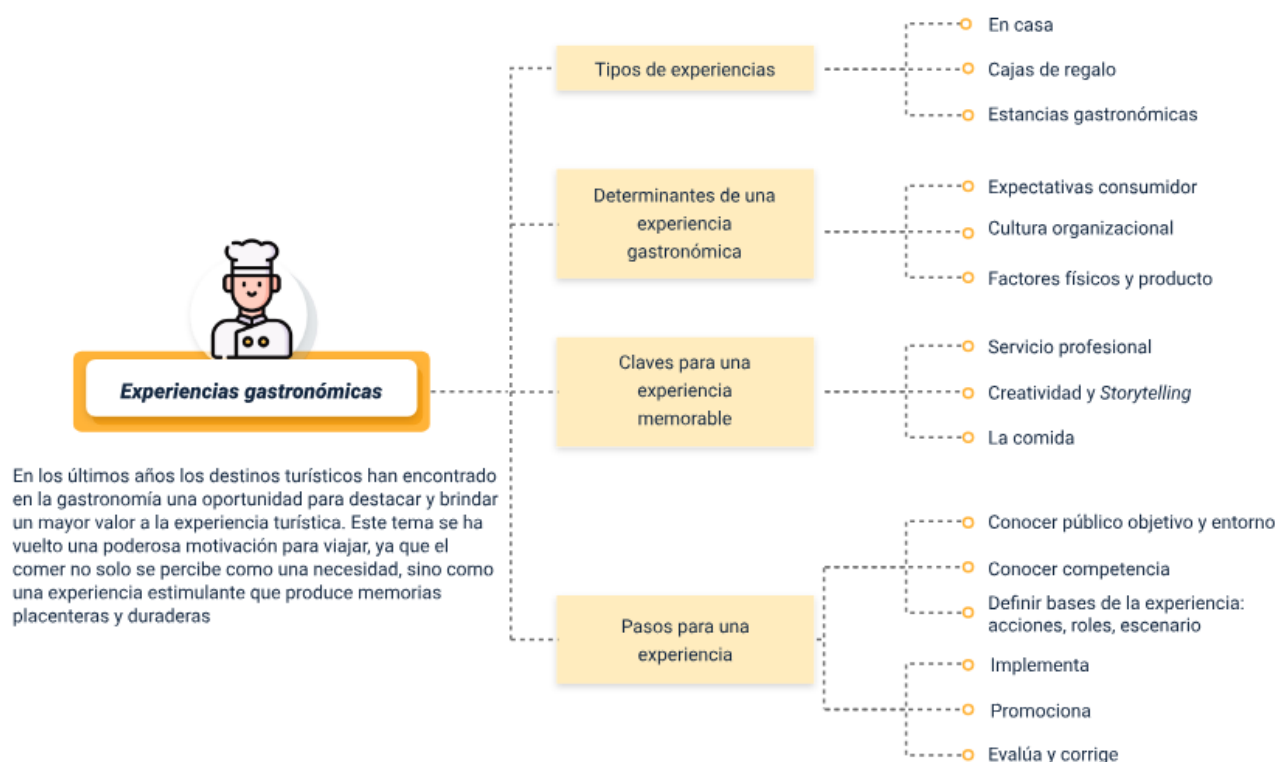 Experiencias gastronómicas
En los últimos años los destinos turísticos han encontrado
en la gastronomía una oportunidad para destacar y brindar
un mayor valor a la experiencia turística. Este tema se ha
vuelto una poderosa motivación para viajar, ya que el
comer no solo se percibe como una necesidad, sino como
una experiencia estimulante que produce memorias
placenteras y duraderas
Tipos de experiencias
En casa
Cajas de regalo
Estancias gastronómicas
Determinantes de una
experiencia
gastronómica
Expectativas consumidor
Cultura organizacional
Factores físicos y producto
Claves para una
experiencia
memorable
Servicio profesional
Creatividad y Storytelling
La comida
Pasos para una
experiencia
Conocer público objetivo y entorno
Conocer competencia
Definir bases de la experiencia:
acciones, roles, escenario
Implementa
Promociona
Evalúa y corrige